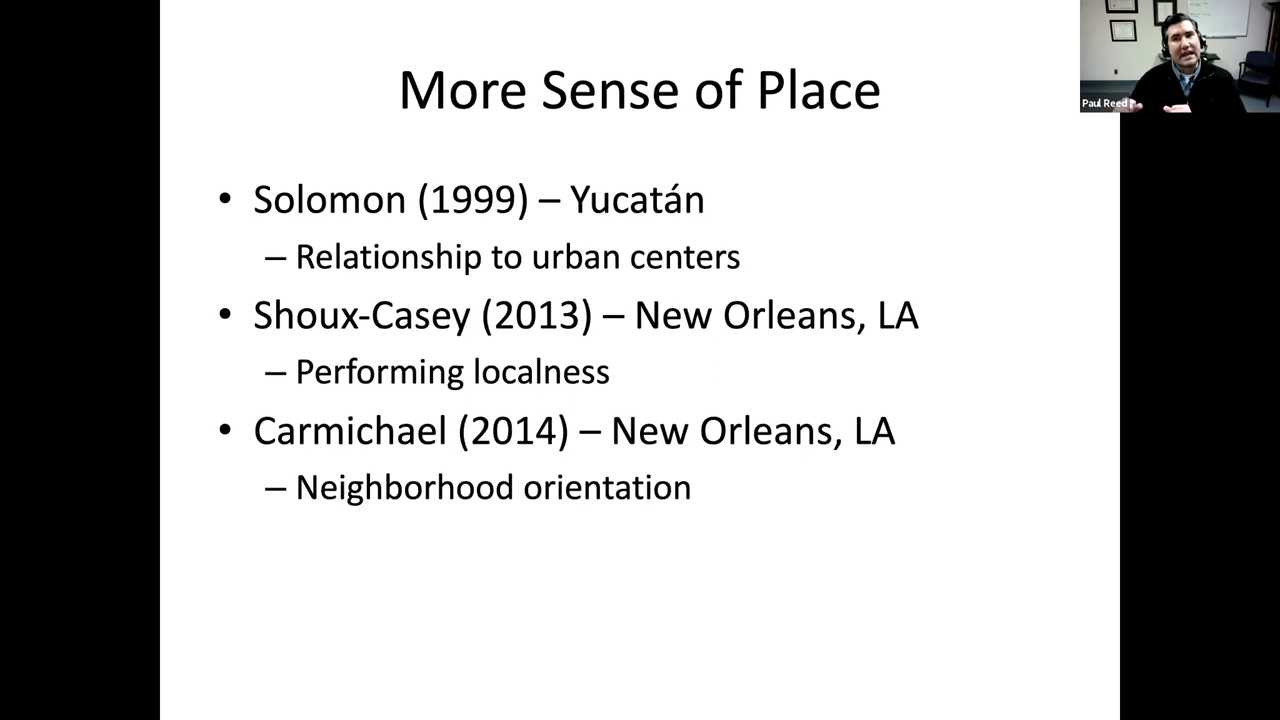 More Sense of Place
• Solomon (1999) – Yucatán
– Relationship to urban centers
• Shoux-Casey (2013) – New Orleans, LA
– Performing localness
• Carmichael (2014) – New Orleans, LA
– Neighborhood orientation
Paul Reed